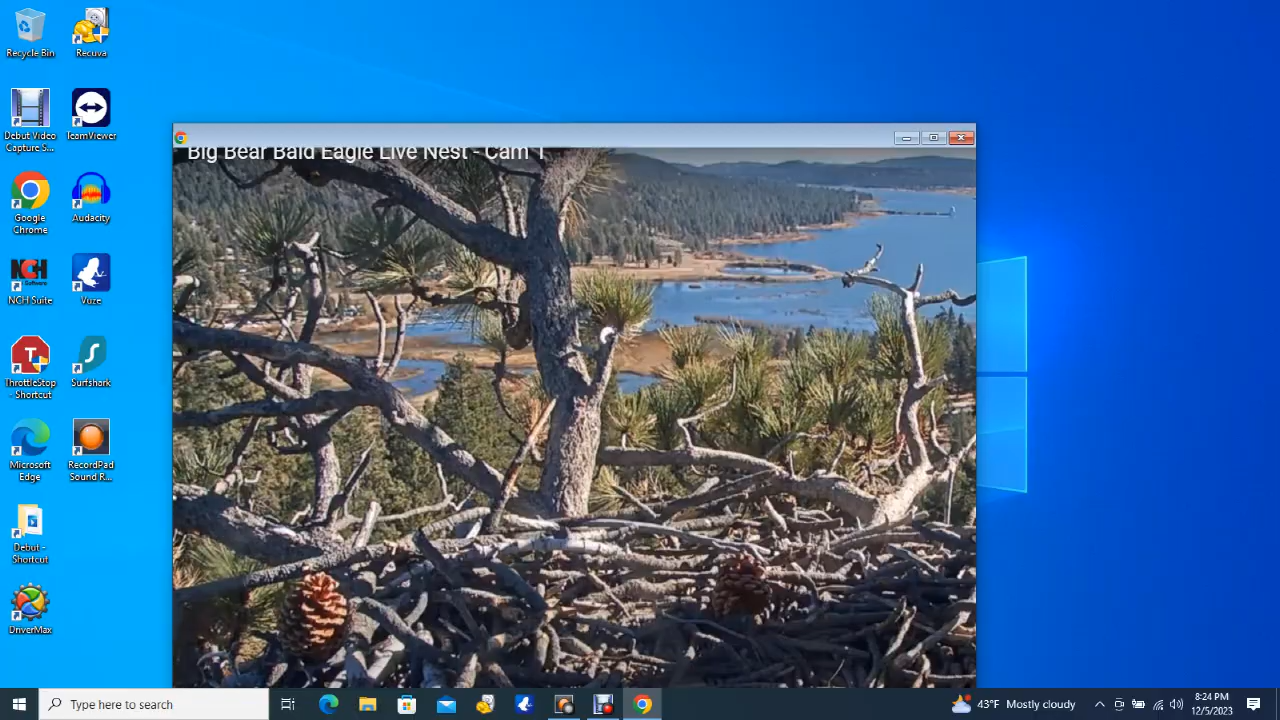 Recycle Bin
Recuva
Debut Video
Capture S...
TeamViewer
Google
Chrome
Audacity
NCH
Software
NCH Suite
Vuze
T
ThrottleStop
- Shortcut
Surfshark
Microsoft
Edge
RecordPad
Sound R...
Debut -
Shortcut
DriverMax
Big Bear Bald Eagle Live Nest - Cam 1
Type here to search
43°F Mostly cloudy
8:24 PM
12/5/2023